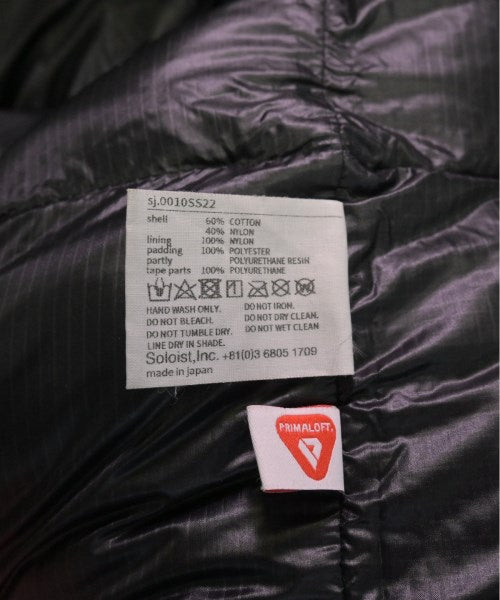 sj.0010SS22
shell 60% COTTON
40% NYLON
lining 100% NYLON
padding 100% POLYESTER
partly POLYURETHANE RESIN
tape parts 100% POLYURETHANE
HAND WASH ONLY. DO NOT IRON.
DO NOT BLEACH. DO NOT DRY CLEAN.
DO NOT TUMBLE DRY. DO NOT WET CLEAN
LINE DRY IN SHADE.
Soloist,Inc. +81(0)3 6805 1709
made in japan
PRIMALOFT.